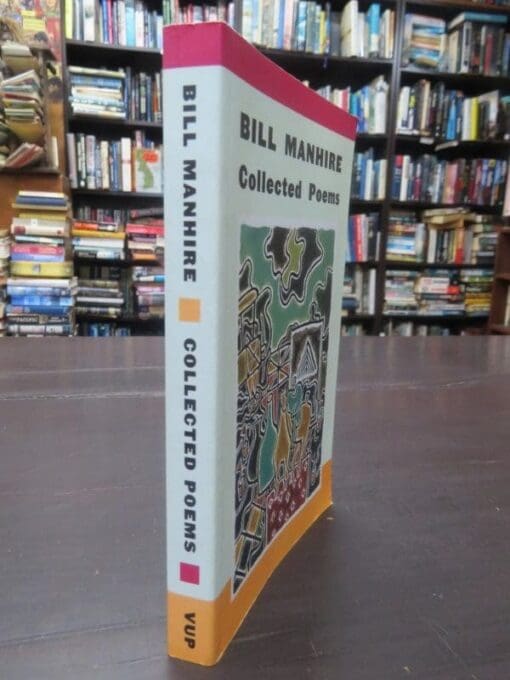 BILL MANHIRE
COLLECTED POEMS
VUP
BILL MANHIRE
Collected Poems